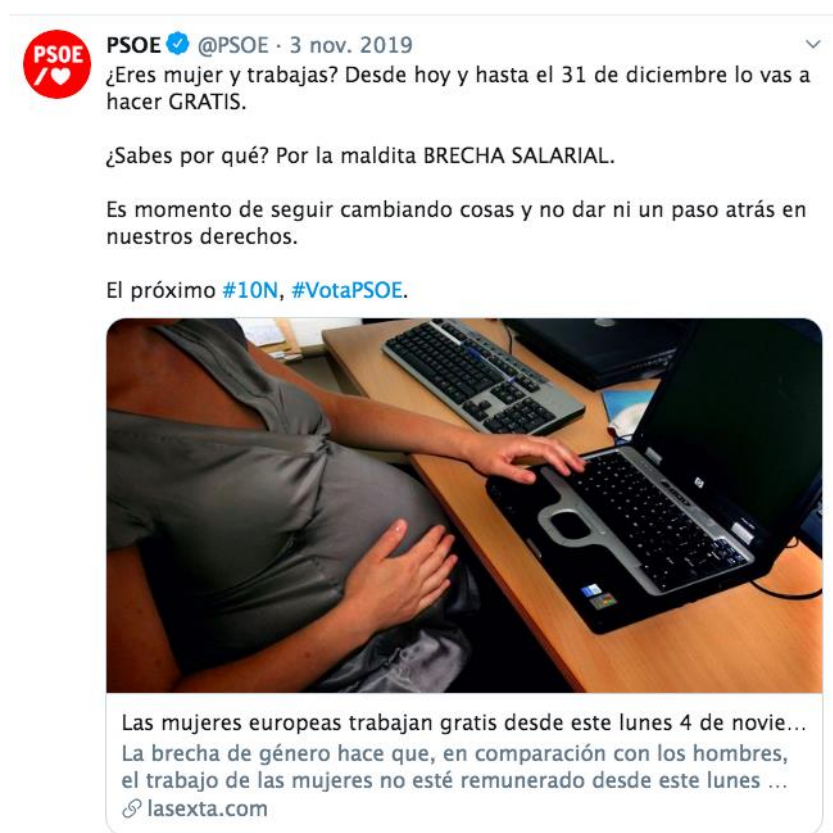 PSOE
PSOE @PSOE · 3 nov. 2019
¿Eres mujer y trabajas? Desde hoy y hasta el 31 de diciembre lo vas a
hacer GRATIS.
¿Sabes por qué? Por la maldita BRECHA SALARIAL.
Es momento de seguir cambiando cosas y no dar ni un paso atrás en
nuestros derechos.
El próximo #10N, #VotaPSOE.
Las mujeres europeas trabajan gratis desde este lunes 4 de novie...
La brecha de género hace que, en comparación con los hombres,
el trabajo de las mujeres no esté remunerado desde este lunes ...
lasexta.com